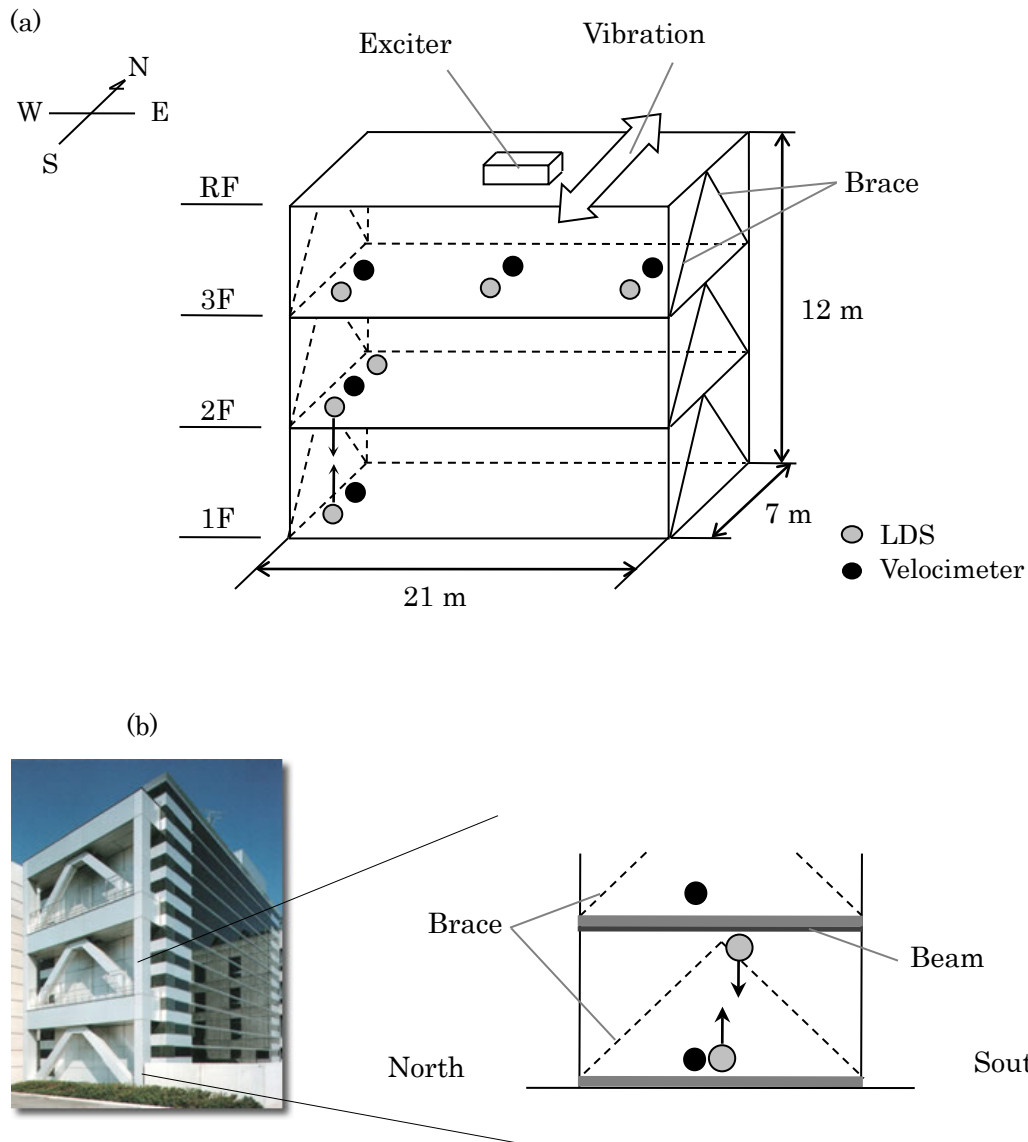 (a)
Exciter
Vibration
N
W
E
S
RF
Brace
3F
12 m
2F
1F
7 m
LDS
Velocimeter
21 m
(b)
Brace
Beam
North
Sout